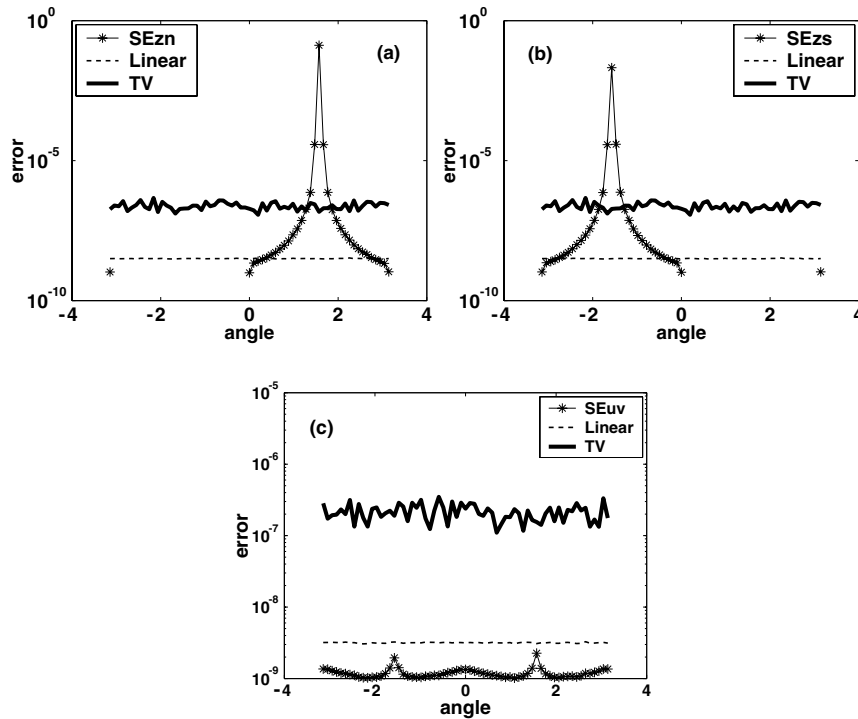 10^0
10^-5
10^-10
error
SEzn
Linear
TV
(a)
-4 -2 0 2 4
angle
10^0
10^-5
10^-10
error
(b)
SEzs
Linear
TV
-4 -2 0 2 4
angle
10^-5
10^-6
10^-7
10^-8
10^-9
error
(c)
SEuv
Linear
TV
-4 -2 0 2 4
angle